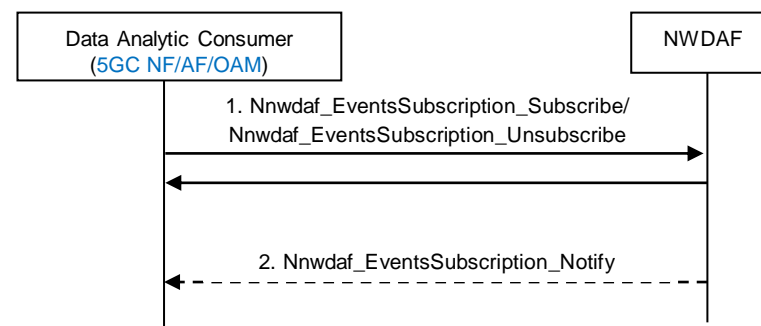 Data Analytic Consumer
(5GC NF/AF/OAM)
NWDAF
1. Nnwdaf_EventsSubscription_Subscribe/
Nnwdaf_EventsSubscription_Unsubscribe
2. Nnwdaf_EventsSubscription_Notify